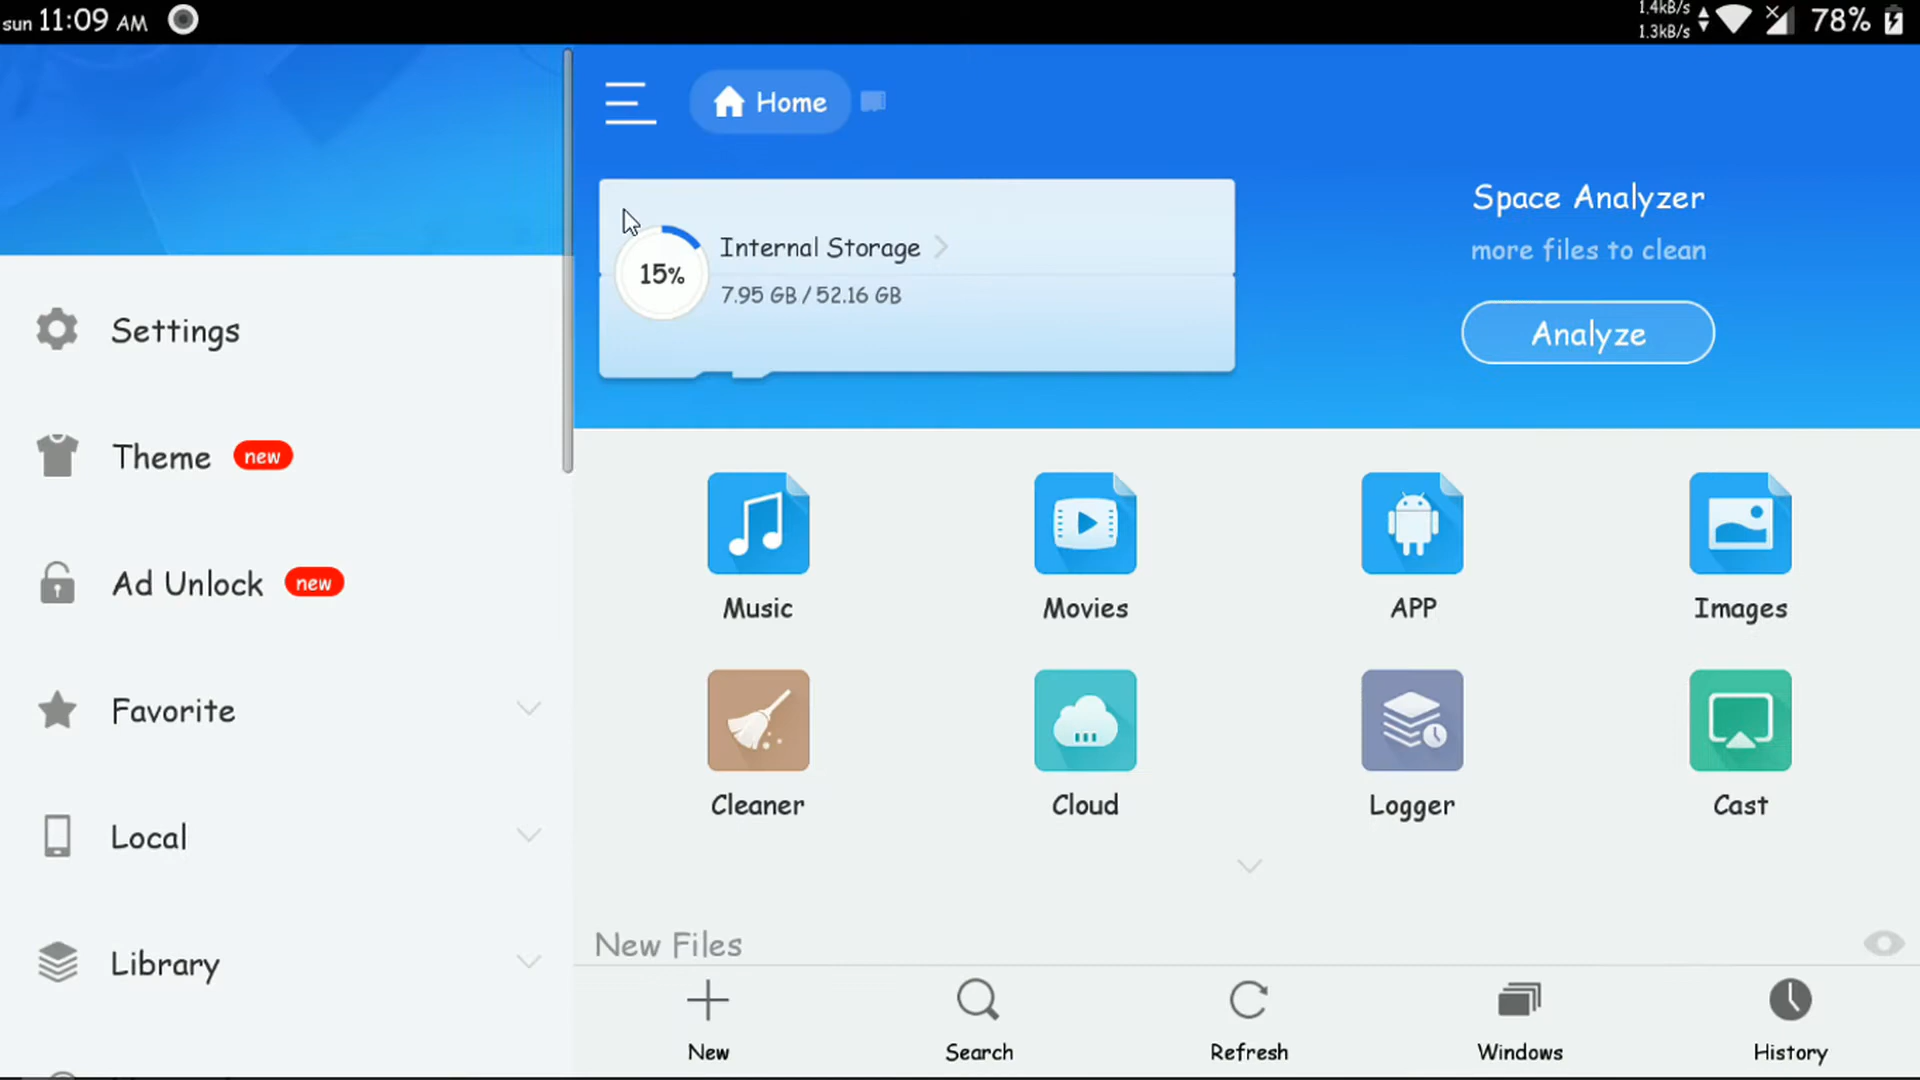 sun 11:09 AM
1.4kB/s
1.3kB/s
78%
Home
Settings
Theme new
Ad Unlock new
Favorite
Local
Library
15%
Internal Storage
7.95 GB / 52.16 GB
Space Analyzer
more files to clean
Analyze
Music
Movies
APP
Images
Cleaner
Cloud
Logger
Cast
New Files
New
Search
Refresh
Windows
History